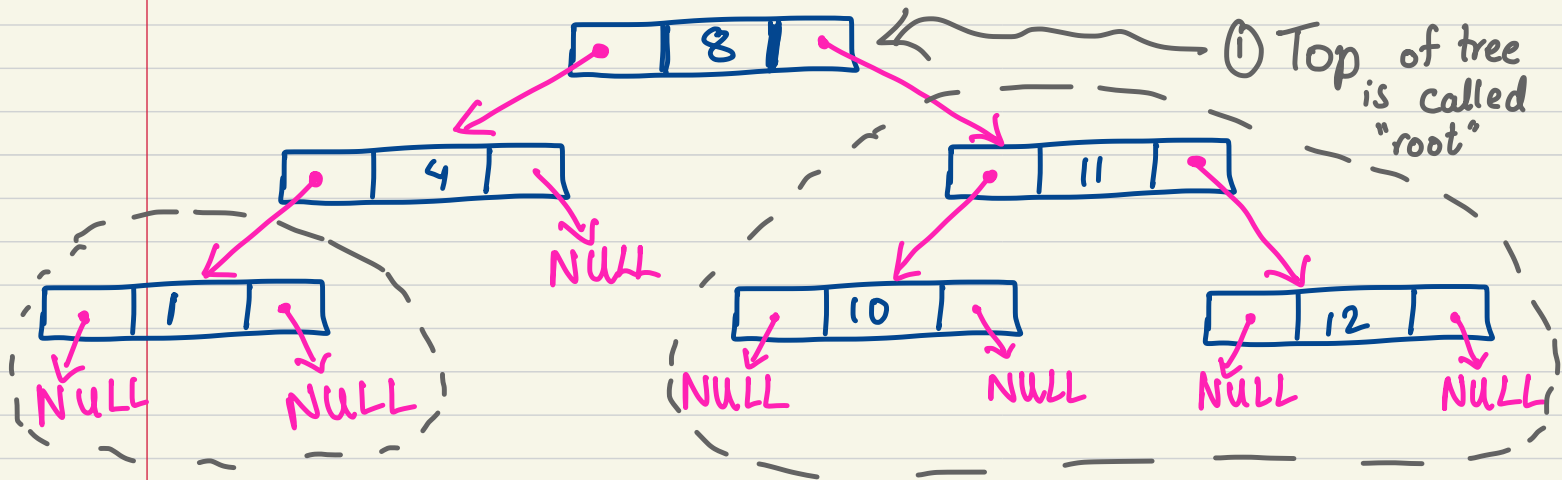 8
① Top of tree
is called
"root"
4
11
NULL
1
10
12
NULL NULL NULL NULL NULL NULL